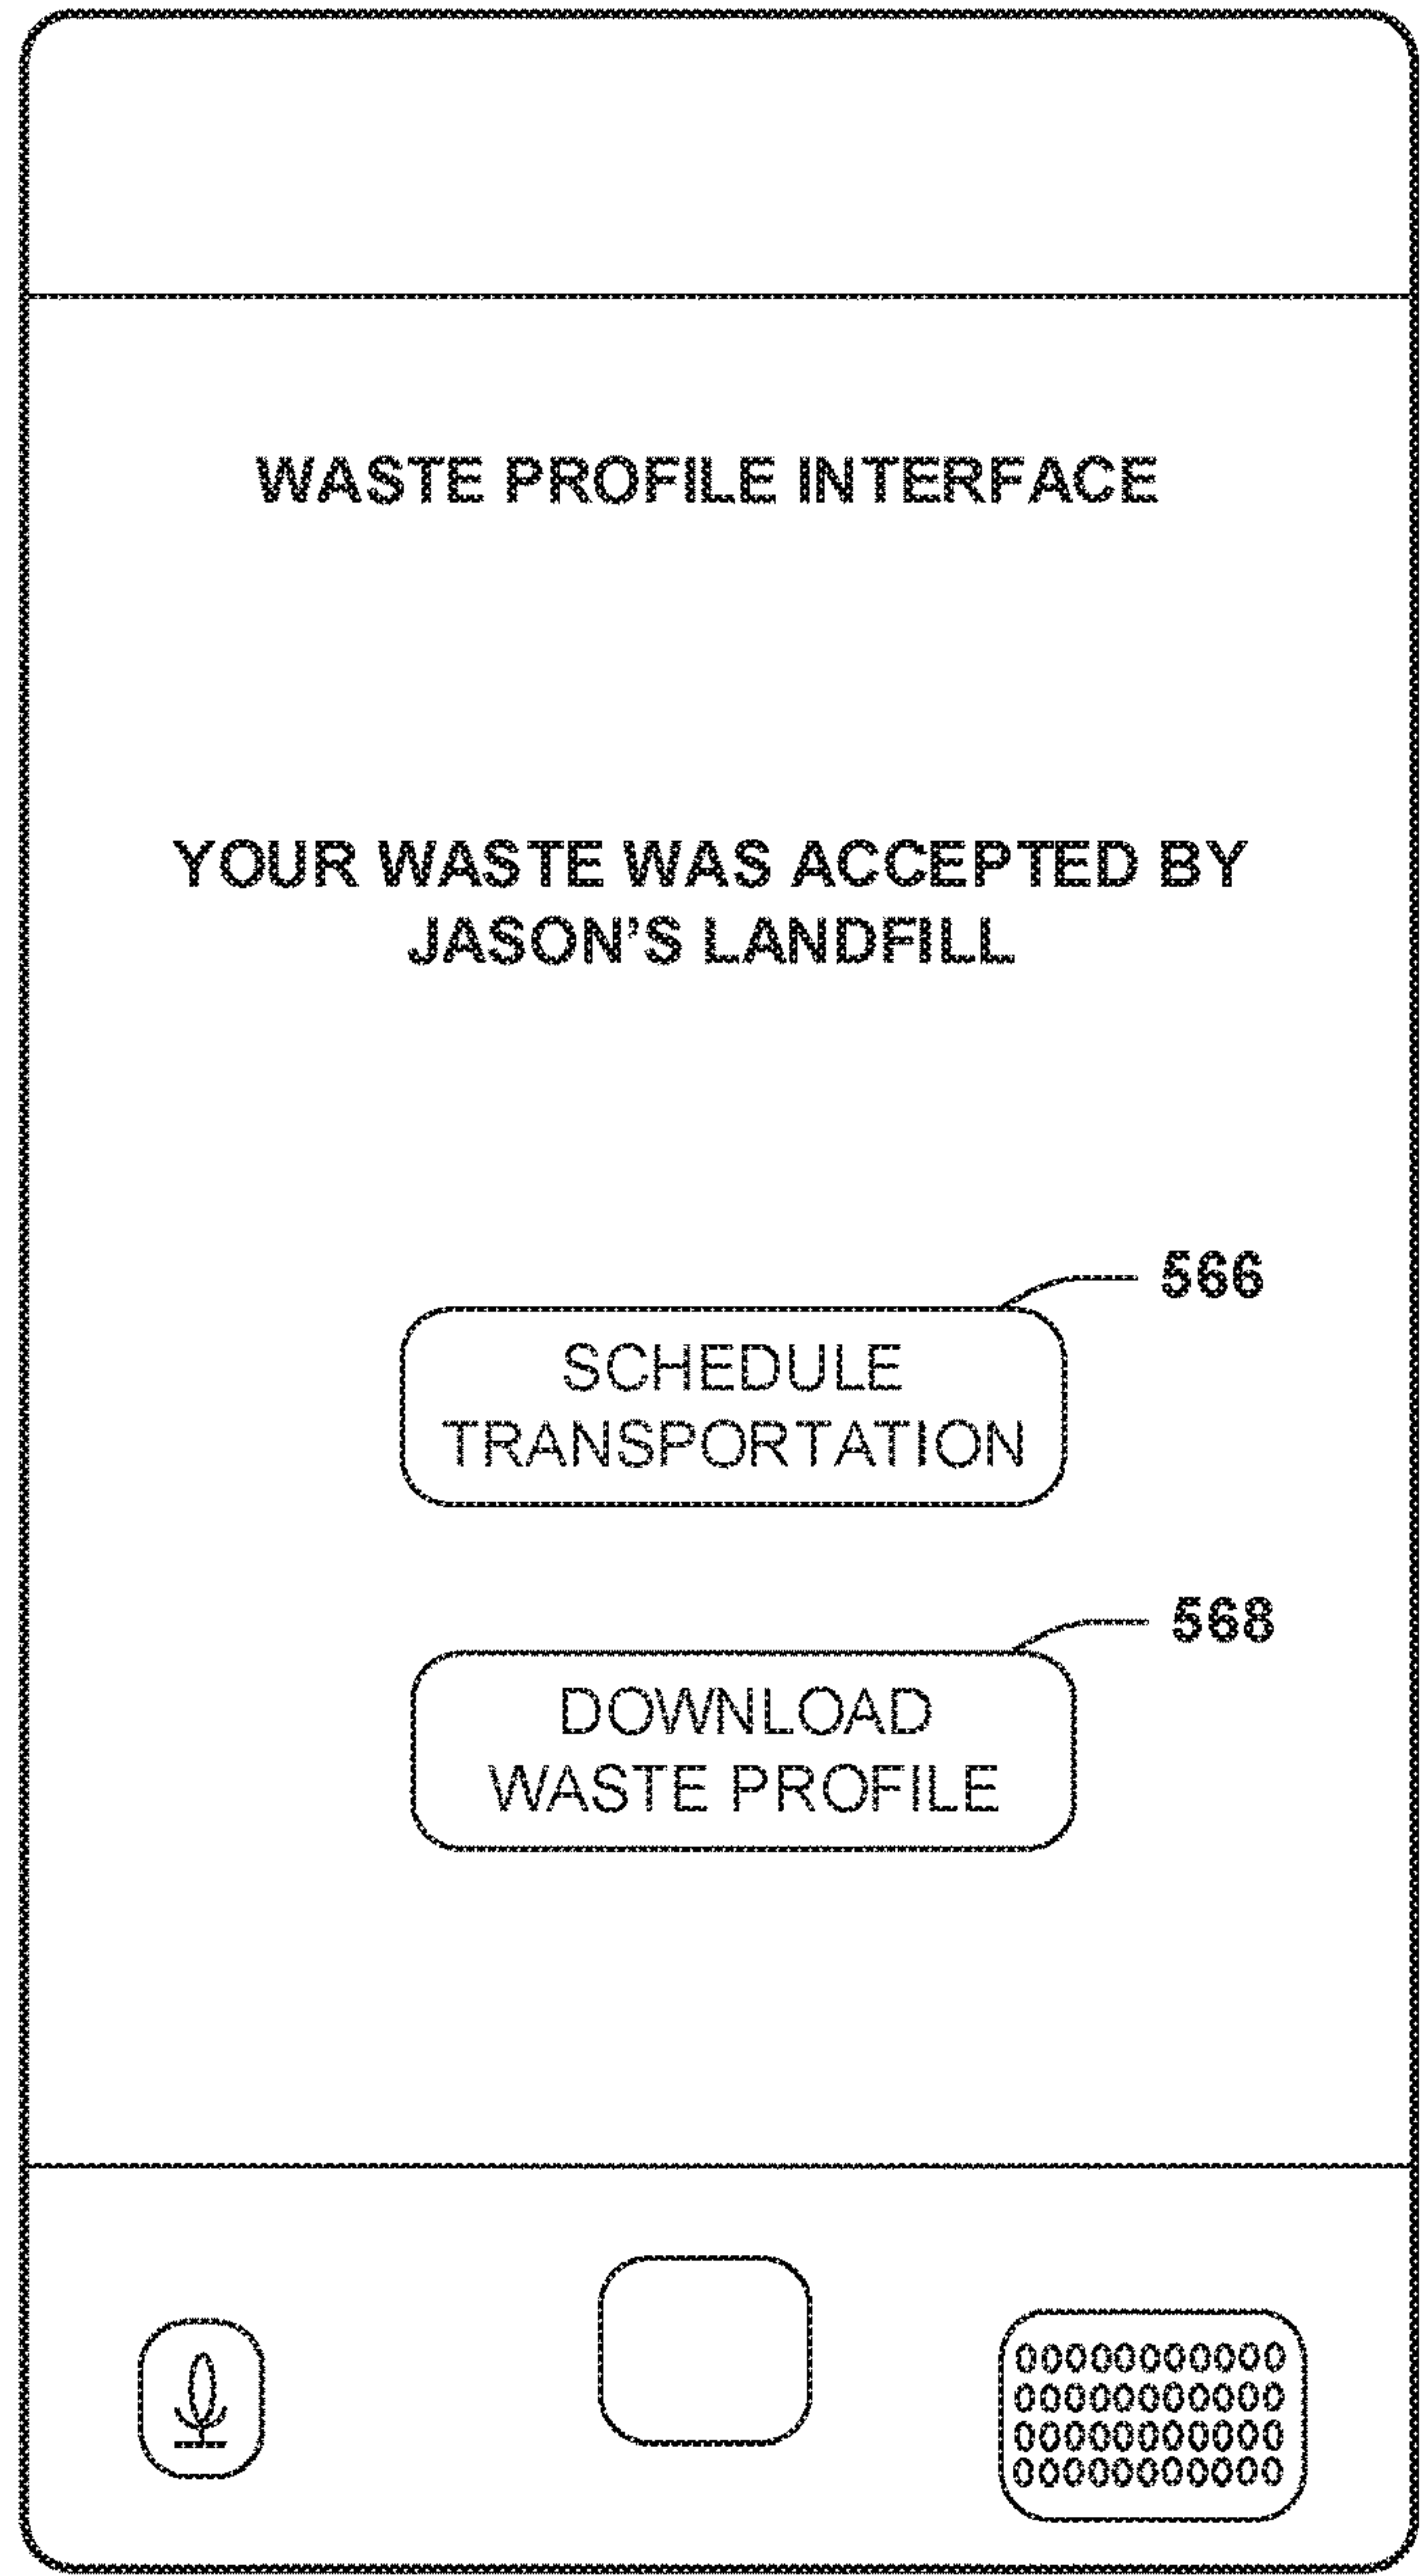 WASTE PROFILE INTERFACE
YOUR WASTE WAS ACCEPTED BY
JASON'S LANDFILL
566
SCHEDULE
TRANSPORTATION
568
DOWNLOAD
WASTE PROFILE